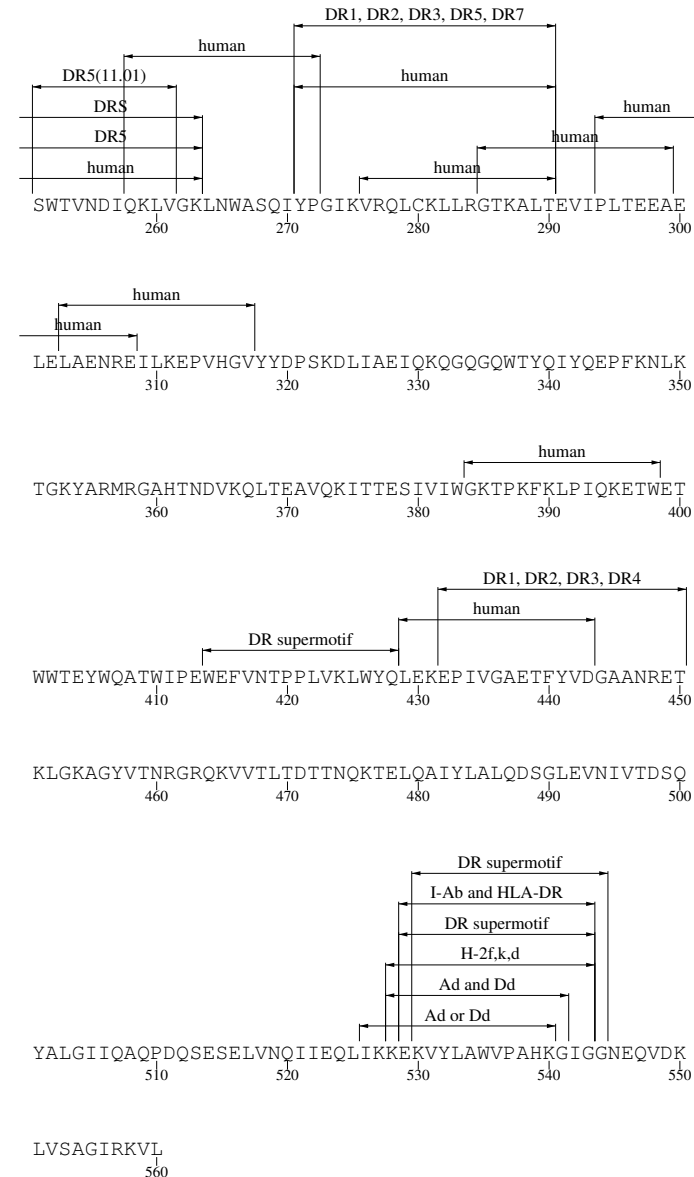 DR1, DR2, DR3, DR5, DR7
human
DR5(11.01)
human
DRS
human
DR5
human
human
human
SWTVNDIQKLVGKLNWASQIYPGIKVRQLCKLLRGTKALTEVIPLTEEAE
260 270 280 290 300
human
human
LELAENREILKEPVHGVYYDPSKDLIAEIQKQGQGQWTYQIYQEPFKNLK
310 320 330 340 350
human
TGKYARMRGAHTNDVKQLTEAVQKITTESIVIWGKTPKFKLPIQKETWET
360 370 380 390 400
DR1, DR2, DR3, DR4
human
DR supermotif
WWTEYWQATWIPEWEFVNTPPLVKLWYQLEKEPIVGAETFYVDGAANRET
410 420 430 440 450
KLGKAGYVTNRGRQKVVTLTDTTNQKTELQAIYLALQDSGLEVNIVTDSQ
460 470 480 490 500
DR supermotif
I-Ab and HLA-DR
DR supermotif
H-2f,k,d
Ad and Dd
Ad or Dd
YALGIIQAQPDQSESELVNQIIEQLIKKEKVYLAWVPAHKGIGGNEQVDK
510 520 530 540 550
LVSAGIRKVL
560